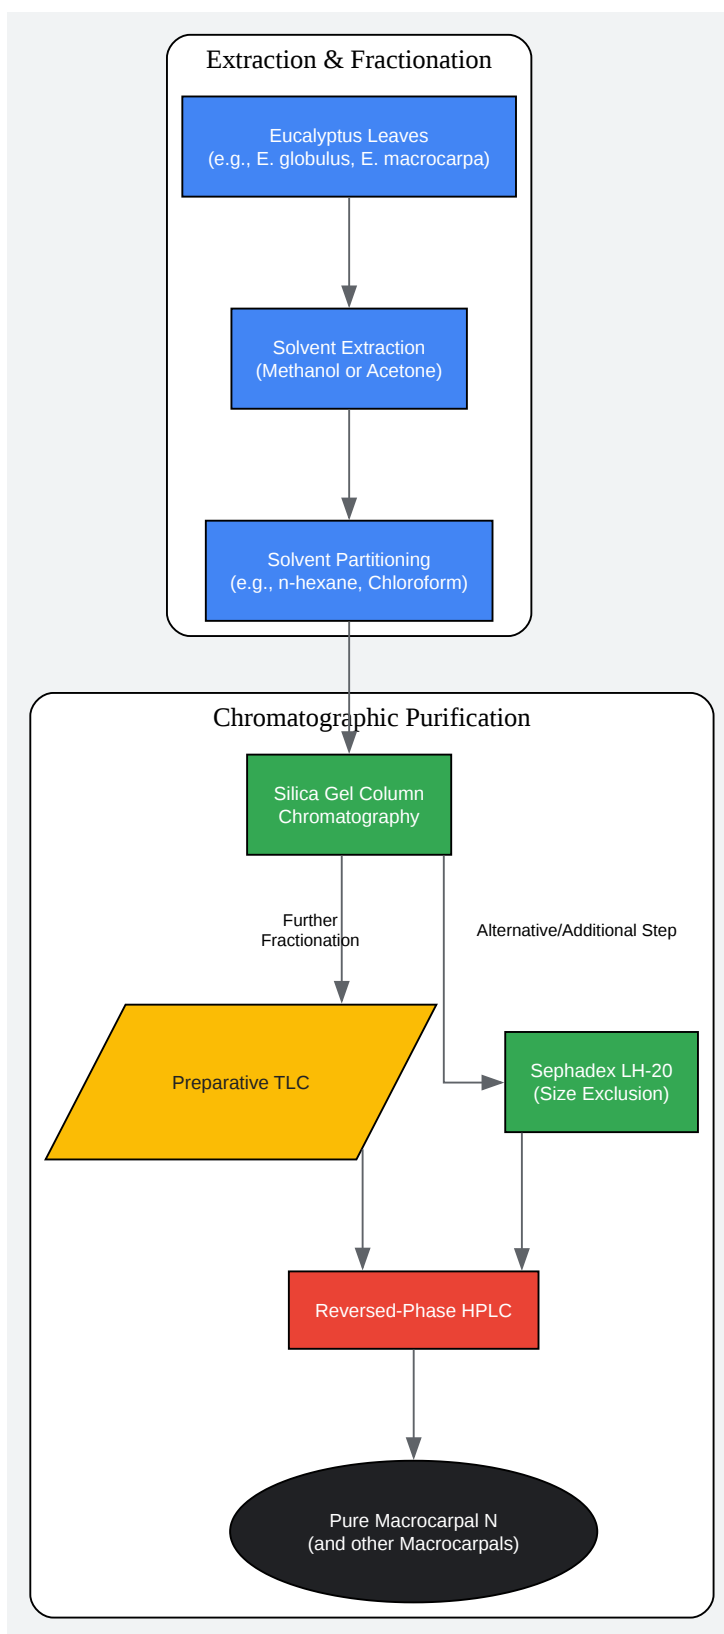 Extraction & Fractionation
Eucalyptus Leaves
(e.g., E. globulus, E. macrocarpa)
Solvent Extraction
(Methanol or Acetone)
Solvent Partitioning
(e.g., n-hexane, Chloroform)
Chromatographic Purification
Silica Gel Column
Chromatography
Further
Fractionation
Alternative/Additional Step
Preparative TLC
Sephadex LH-20
(Size Exclusion)
Reversed-Phase HPLC
Pure Macrocarpal N
(and other Macrocarpals)